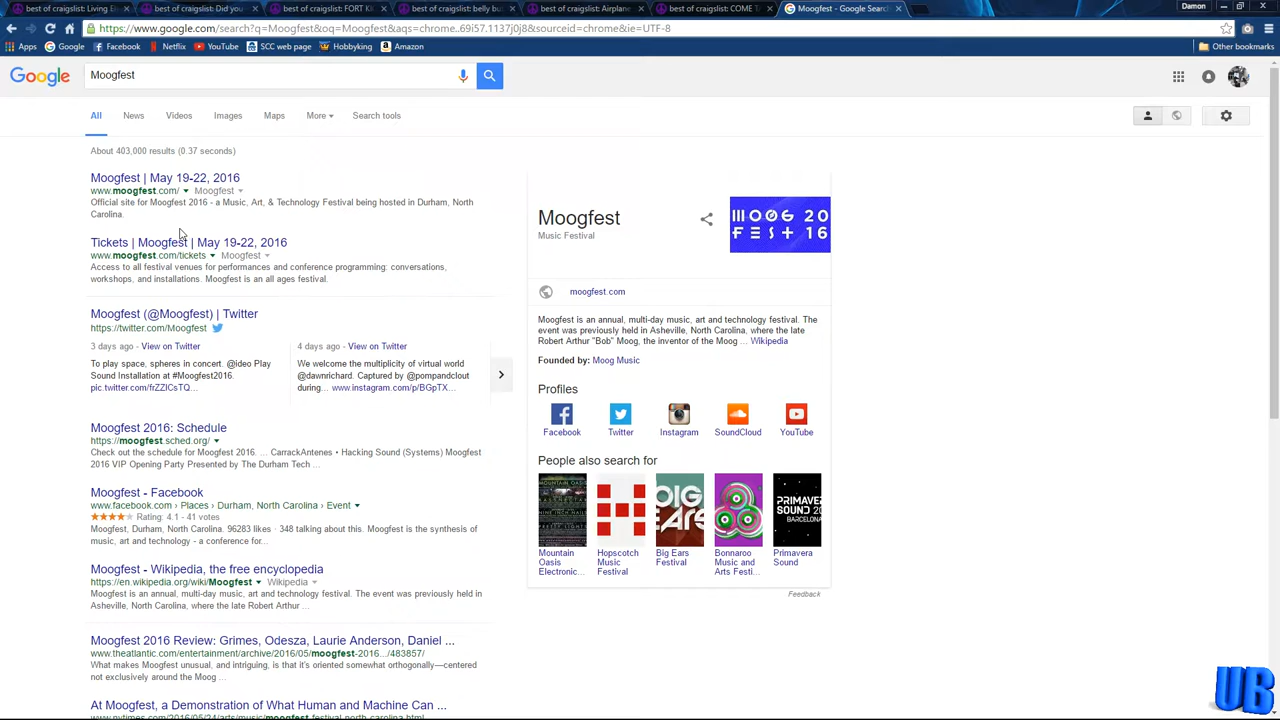 best of craigslist: Living E
best of craigslist: Did you
best of craigslist: FORT K
best of craigslist: belly bu
best of craigslist: Airplane
best of craigslist: COME T
Moogfest - Google Search
Damon
https://www.google.com/search?q=Moogfest&oq=Moogfest&aqs=chrome..69i57.1137j0j8&sourceid=chrome&ie=UTF-8
Apps Google Facebook Netflix YouTube SCC web page Hobbyking Amazon Other bookmarks
Google Moogfest
All News Videos Images Maps More Search tools
About 403,000 results (0.37 seconds)
Moogfest | May 19-22, 2016
www.moogfest.com/ Moogfest
Official site for Moogfest 2016 - a Music, Art, & Technology Festival being hosted in Durham, North
Carolina.
Tickets | Moogfest | May 19-22, 2016
www.moogfest.com/tickets Moogfest
Access to all festival venues for performances and conference programming: conversations,
workshops, and installations. Moogfest is an all ages festival.
Moogfest (@Moogfest) | Twitter
https://twitter.com/Moogfest
3 days ago - View on Twitter
To play space, spheres in concert. @ideo Play
Sound Installation at #Moogfest2016.
pic.twitter.com/frZZICsTQ...
4 days ago - View on Twitter
We welcome the multiplicity of virtual world
@dawnrichard. Captured by @pompandclout
during... www.instagram.com/p/BGpTX...
Moogfest 2016: Schedule
https://moogfest.sched.org/
Check out the schedule for Moogfest 2016. ... CarrackAntenes • Hacking Sound (Systems) Moogfest
2016 VIP Opening Party Presented by The Durham Tech ...
Moogfest - Facebook
www.facebook.com › Places › Durham, North Carolina › Event
Rating: 4.1 - 41 votes
Moogfest, Durham, North Carolina. 96283 likes · 348 talking about this. Moogfest is the synthesis of
music, art and technology - a conference for...
Moogfest - Wikipedia, the free encyclopedia
https://en.wikipedia.org/wiki/Moogfest Wikipedia
Moogfest is an annual, multi-day music, art and technology festival. The event was previously held in
Asheville, North Carolina, where the late Robert Arthur ...
Moogfest 2016 Review: Grimes, Odesza, Laurie Anderson, Daniel ...
www.theatlantic.com/entertainment/archive/2016/05/moogfest-2016.../483857/
What makes Moogfest unusual, and intriguing, is that it's oriented somewhat orthogonally—centered
not exclusively around the Moog ...
At Moogfest, a Demonstration of What Human and Machine Can ...
www.nytimes.com/2016/05/24/arts/music/moogfest-festival-north-carolina.html
Moogfest
Music Festival
MOOG 20
FEST 16
moogfest.com
Moogfest is an annual, multi-day music, art and technology festival. The
event was previously held in Asheville, North Carolina, where the late
Robert Arthur "Bob" Moog, the inventor of the Moog ... Wikipedia
Founded by: Moog Music
Profiles
Facebook Twitter Instagram SoundCloud YouTube
People also search for
MOUNTAIN OASIS
BIG
EARS
PRIMAVERA
SOUND
BARCELONA
Mountain
Oasis
Electronic...
Hopscotch
Music
Festival
Big Ears
Festival
Bonnaroo
Music and
Arts Festi...
Primavera
Sound
Feedback
UB